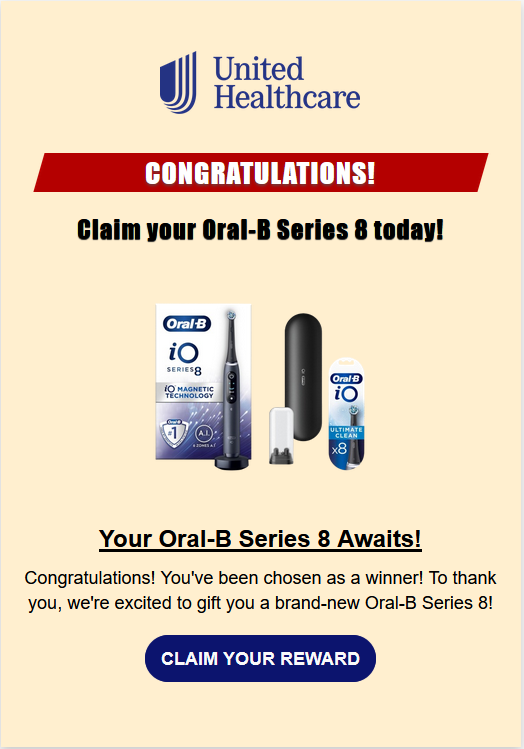 United
Healthcare
CONGRATULATIONS!
Claim your Oral-B Series 8 today!
Oral-B
iO
SERIES 8
iO MAGNETIC
TECHNOLOGY
Oral-B
#1
A.I.
Oral-B
iO
ULTIMATE
CLEAN
x8
Your Oral-B Series 8 Awaits!
Congratulations! You've been chosen as a winner! To thank
you, we're excited to gift you a brand-new Oral-B Series 8!
CLAIM YOUR REWARD